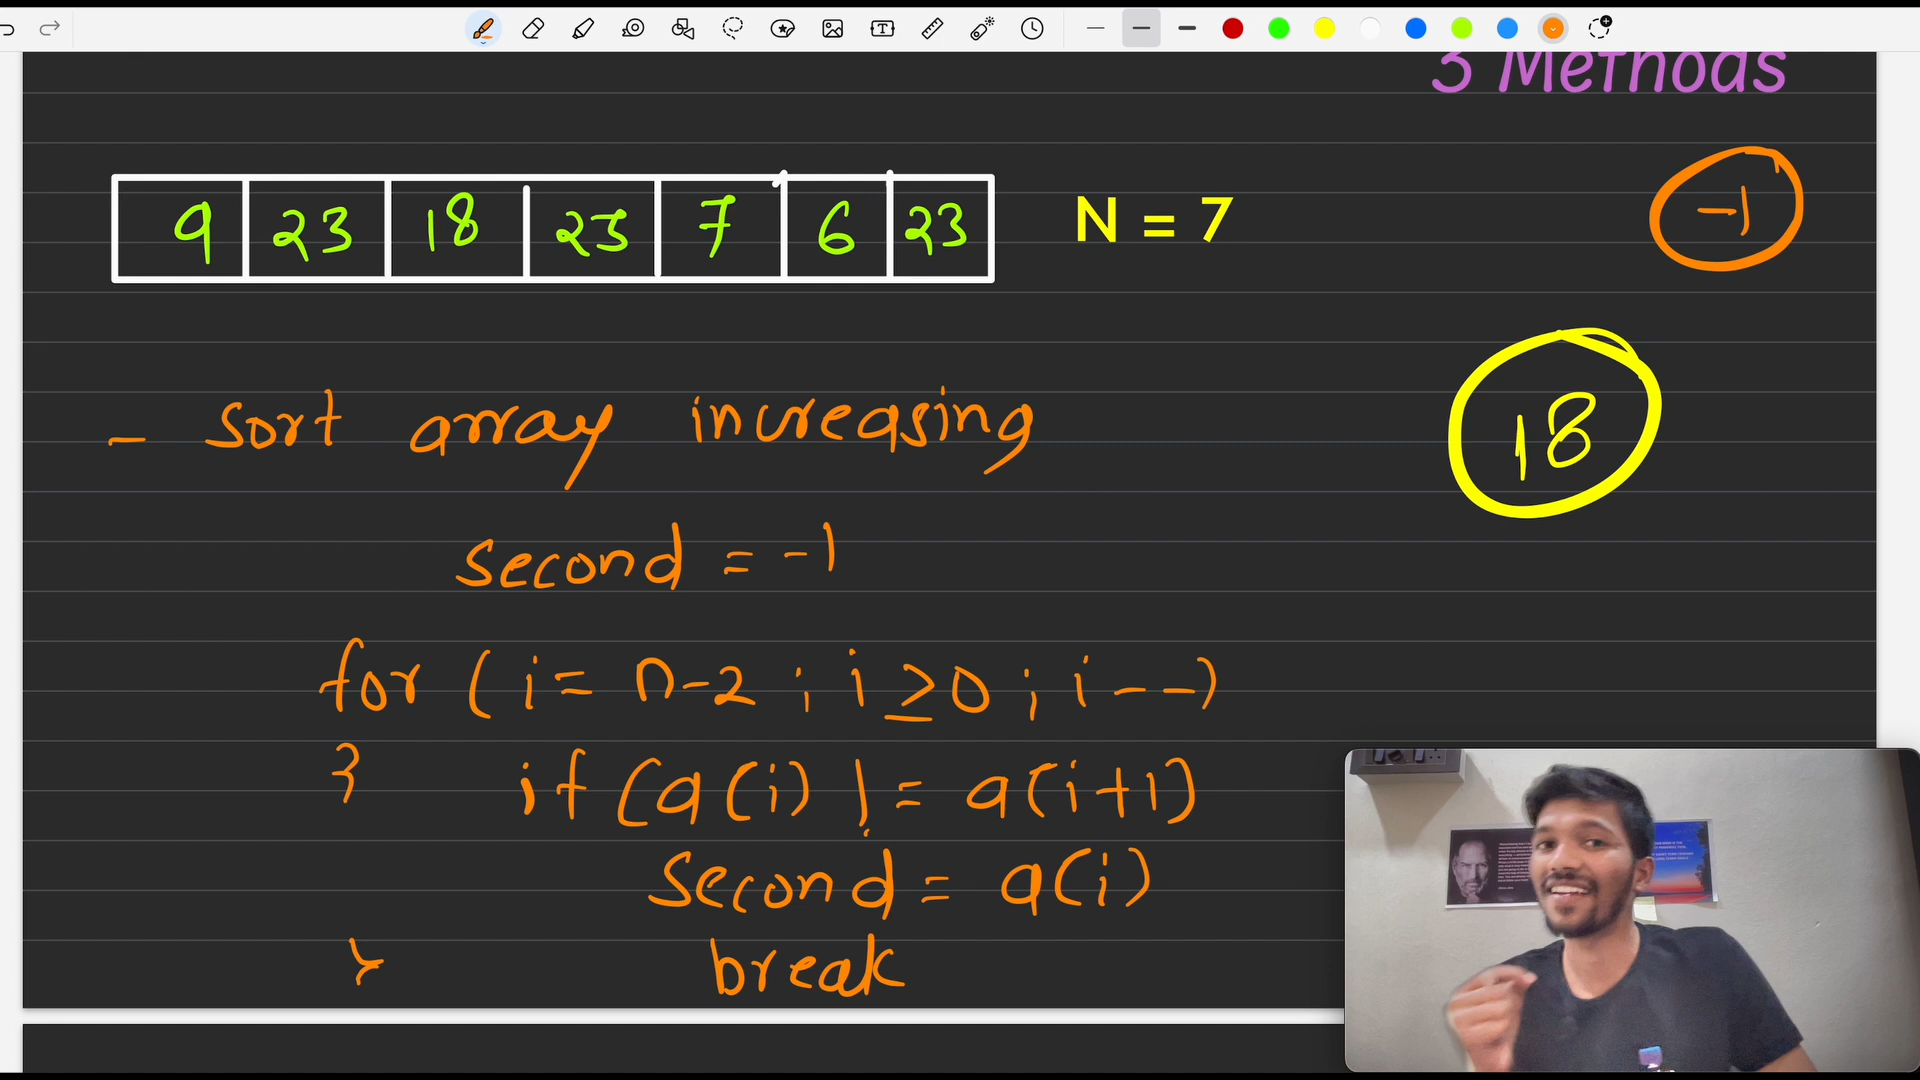 3 Methods
9 23 18 23 7 6 23
N = 7
-1
18
- sort array increasing
second = -1
for ( i = n-2 ; i ≥ 0 ; i -- )
{ if (a(i) != a(i+1)
second = a(i)
} break